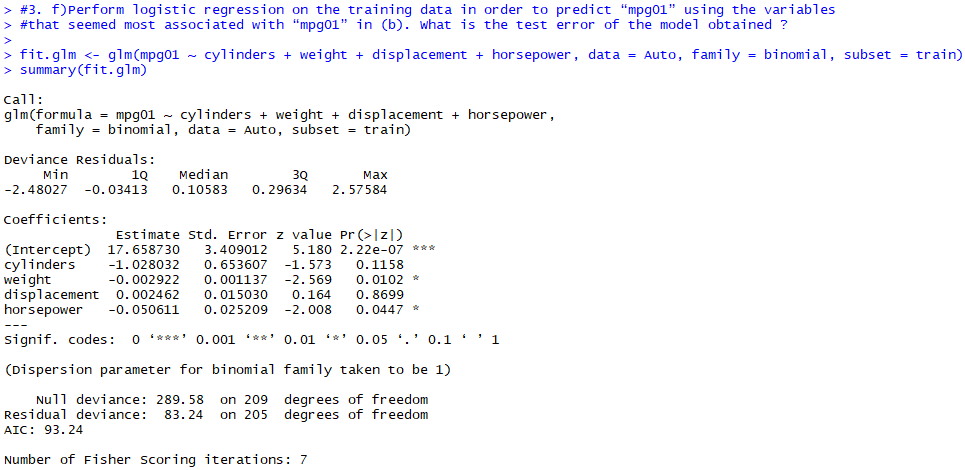 > #3. f)Perform logistic regression on the training data in order to predict “mpg01” using the variables
> #that seemed most associated with “mpg01” in (b). What is the test error of the model obtained ?
>
> fit.glm <- glm(mpg01 ~ cylinders + weight + displacement + horsepower, data = Auto, family = binomial, subset = train)
> summary(fit.glm)

Call:
glm(formula = mpg01 ~ cylinders + weight + displacement + horsepower,
    family = binomial, data = Auto, subset = train)

Deviance Residuals:
     Min       1Q   Median       3Q      Max
-2.48027  -0.03413  0.10583  0.29634  2.57584

Coefficients:
              Estimate Std. Error z value Pr(>|z|)
(Intercept)  17.658730   3.409012   5.180 2.22e-07 ***
cylinders    -1.028032   0.653607  -1.573   0.1158
weight       -0.002922   0.001137  -2.569   0.0102 *
displacement  0.002462   0.015030   0.164   0.8699
horsepower   -0.050611   0.025209  -2.008   0.0447 *
---
Signif. codes:  0 ‘***’ 0.001 ‘**’ 0.01 ‘*’ 0.05 ‘.’ 0.1 ‘ ’ 1

(Dispersion parameter for binomial family taken to be 1)

    Null deviance: 289.58  on 209  degrees of freedom
Residual deviance:  83.24  on 205  degrees of freedom
AIC: 93.24

Number of Fisher Scoring iterations: 7